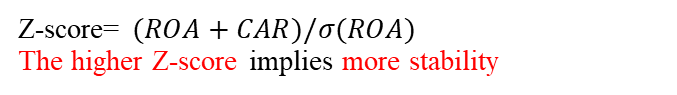 Z-score= (ROA + CAR)/σ(ROA)
The higher Z-score implies more stability